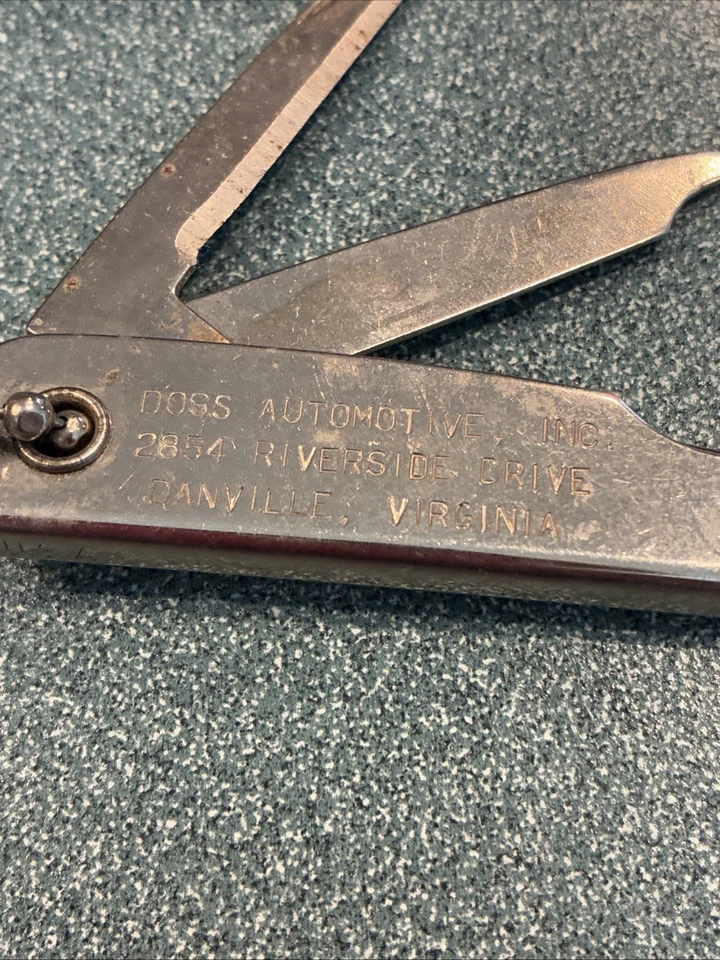 DOSS AUTOMOTIVE, INC.
2854 RIVERSIDE DRIVE
DANVILLE, VIRGINIA